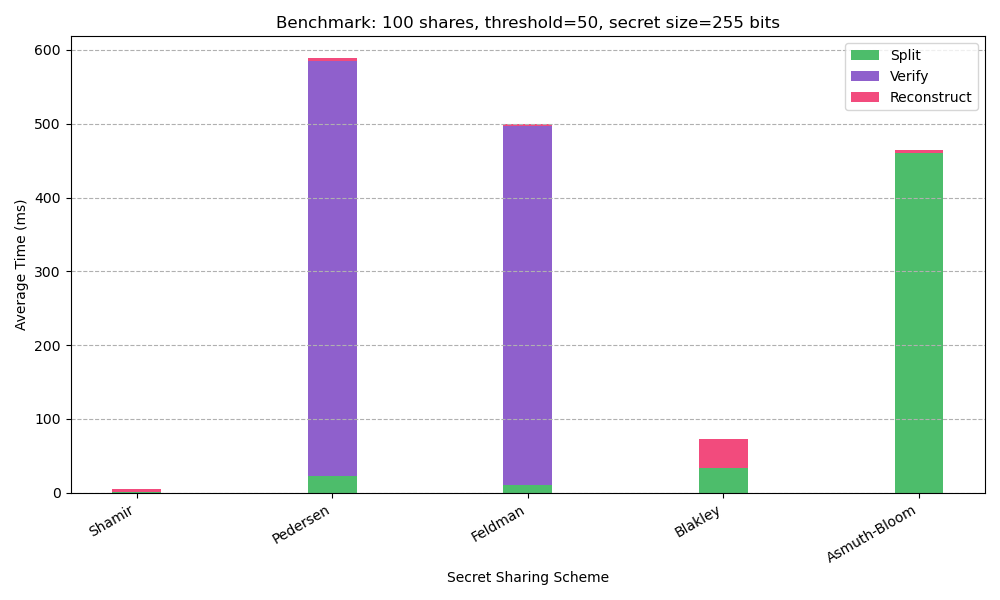 Benchmark: 100 shares, threshold=50, secret size=255 bits
Split
Verify
Reconstruct
600
500
400
300
200
100
0
Average Time (ms)
Shamir
Pedersen
Feldman
Blakley
Asmuth-Bloom
Secret Sharing Scheme